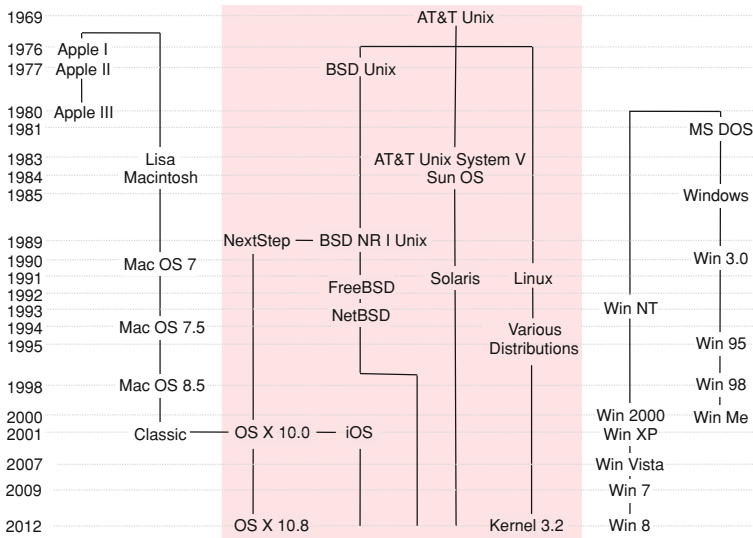 1969 AT&T Unix
1976 Apple I
1977 Apple II BSD Unix
1980 Apple III
1981 MS DOS
1983 Lisa AT&T Unix System V
1984 Macintosh Sun OS
1985 Windows
1989 NextStep BSD NR I Unix
1990 Mac OS 7 Win 3.0
1991 Solaris Linux
1992 FreeBSD
1993 NetBSD Win NT
1994 Mac OS 7.5 Various
1995 Distributions Win 95
1998 Mac OS 8.5 Win 98
2000 Win 2000 Win Me
2001 Classic OS X 10.0 iOS Win XP
2007 Win Vista
2009 Win 7
2012 OS X 10.8 Kernel 3.2 Win 8